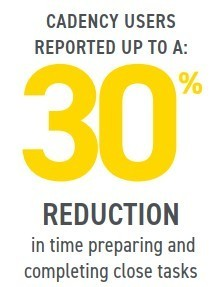 CADENCY USERS
REPORTED UP TO A:
30%
REDUCTION
in time preparing and
completing close tasks